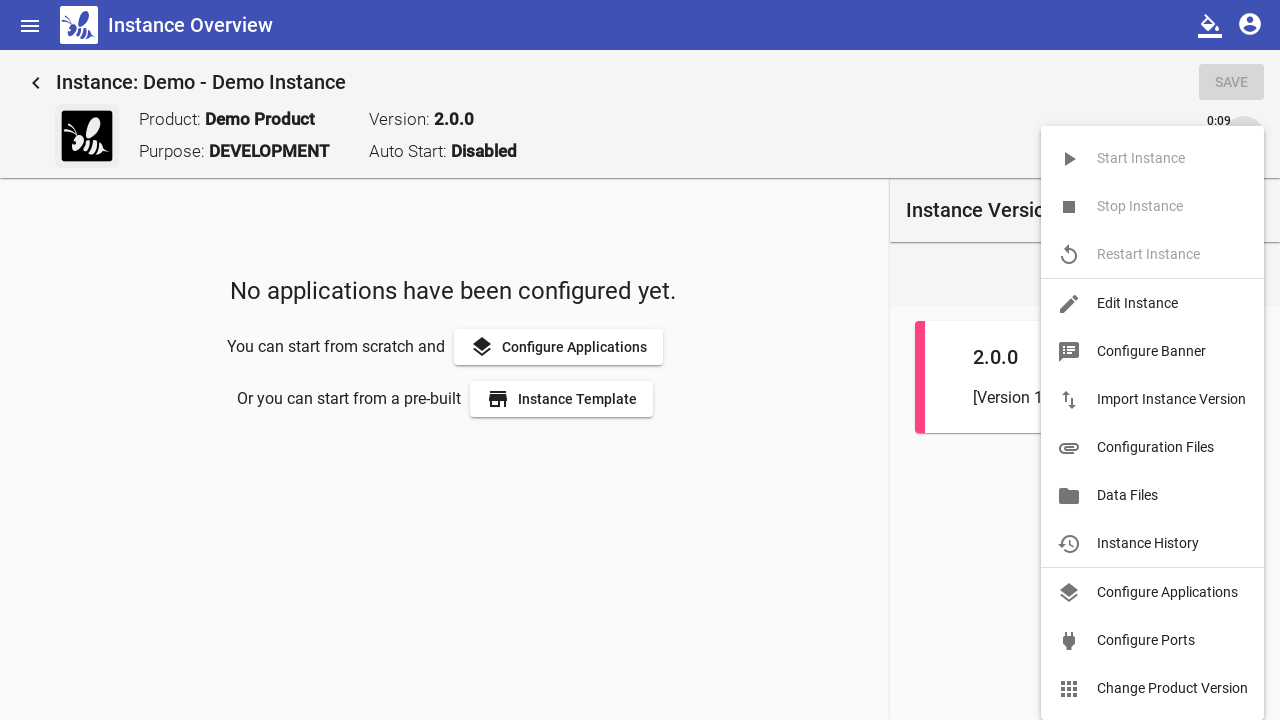 Instance Overview
Instance: Demo - Demo Instance
SAVE
Product: Demo Product
Version: 2.0.0
Purpose: DEVELOPMENT
Auto Start: Disabled
0:09
No applications have been configured yet.
You can start from scratch and Configure Applications
Or you can start from a pre-built Instance Template
Instance
2.0.0
[Version 1
Start Instance
Stop Instance
Restart Instance
Edit Instance
Configure Banner
Import Instance Version
Configuration Files
Data Files
Instance History
Configure Applications
Configure Ports
Change Product Version